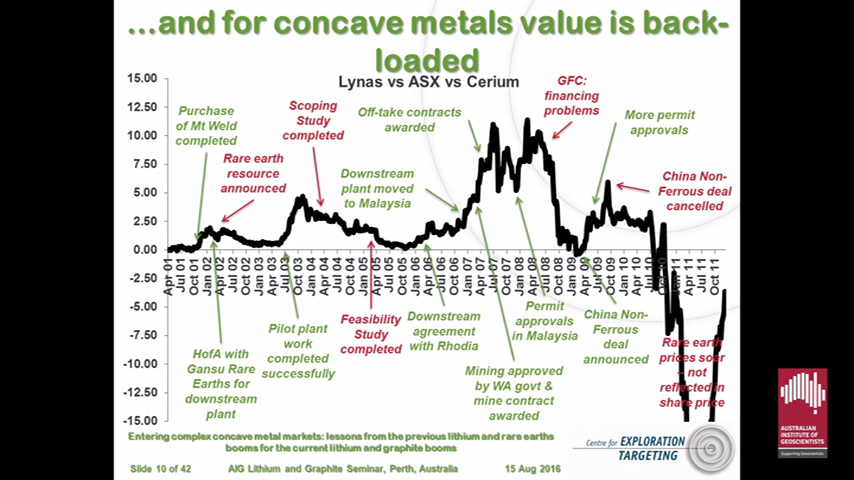 ...and for concave metals value is back-
loaded
Lynas vs ASX vs Cerium
15.00
12.50
10.00
7.50
5.00
2.50
0.00
-2.50
-5.00
-7.50
-10.00
-12.50
-15.00
Apr 01
Jul 01
Oct 01
Jan 02
Apr 02
Jul 02
Oct 02
Jan 03
Apr 03
Jul 03
Oct 03
Jan 04
Apr 04
Jul 04
Oct 04
Jan 05
Apr 05
Jul 05
Oct 05
Jan 06
Apr 06
Jul 06
Oct 06
Jan 07
Apr 07
Jul 07
Oct 07
Jan 08
Apr 08
Jul 08
Oct 08
Jan 09
Apr 09
Jul 09
Oct 09
Jan 10
Apr 10
Jul 10
Oct 10
Jan 11
Apr 11
Jul 11
Oct 11
Purchase
of Mt Weld
completed
Rare earth
resource
announced
Scoping
Study
completed
Off-take contracts
awarded
Downstream
plant moved
to Malaysia
GFC:
financing
problems
More permit
approvals
China Non-
Ferrous deal
cancelled
HofA with
Gansu Rare
Earths for
downstream
plant
Pilot plant
work
completed
successfully
Feasibility
Study
completed
Downstream
agreement
with Rhodia
Mining approved
by WA govt &
mine contract
awarded
Permit
approvals
in Malaysia
China Non-
Ferrous
deal
announced
Rare earth
prices soar
– not
reflected in
share price
Entering complex concave metal markets: lessons from the previous lithium and rare earths
booms for the current lithium and graphite booms
Slide 10 of 42
AIG Lithium and Graphite Seminar, Perth, Australia
15 Aug 2016
Centre for EXPLORATION
TARGETING
AUSTRALIAN
INSTITUTE OF
GEOSCIENTISTS
Supporting Geoscientists